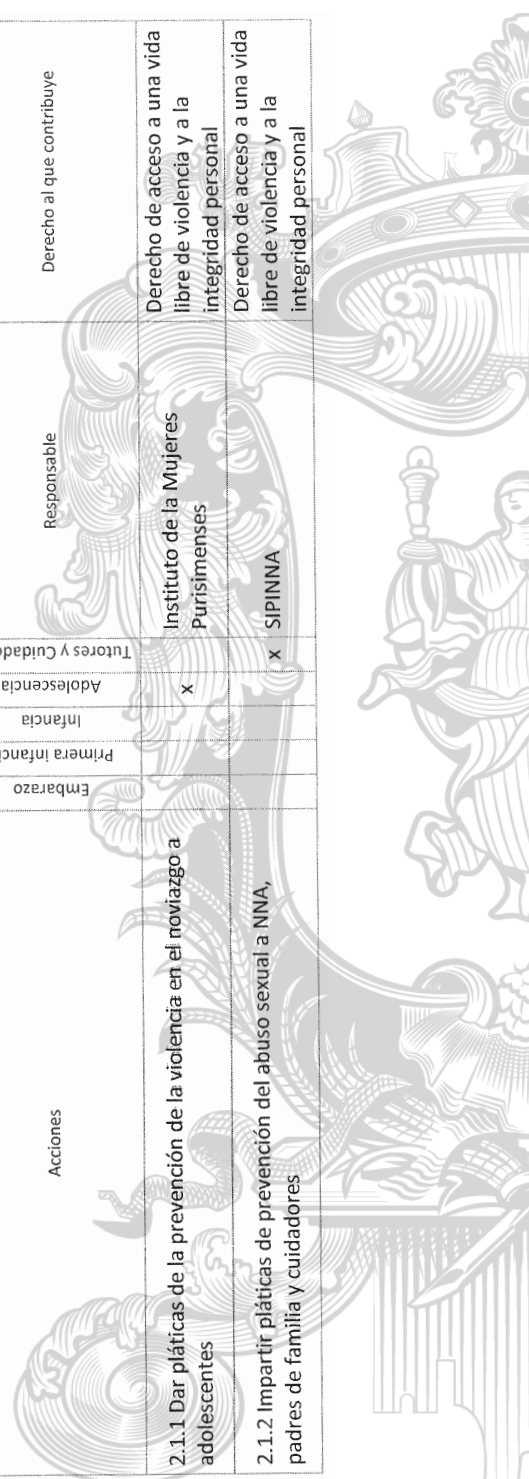 Acciones
Embarazo
Primera infanci
Infancia
Adolescencia
Tutores y Cuidado
Responsable
Derecho al que contribuye
2.1.1 Dar pláticas de la prevención de la violencia en el noviazgo a
adolescentes
x
Instituto de la Mujeres
Purisimenses
Derecho de acceso a una vida
libre de violencia y a la
integridad personal
2.1.2 Impartir pláticas de prevención del abuso sexual a NNA,
padres de familia y cuidadores
x
SIPINNA
Derecho de acceso a una vida
libre de violencia y a la
integridad personal